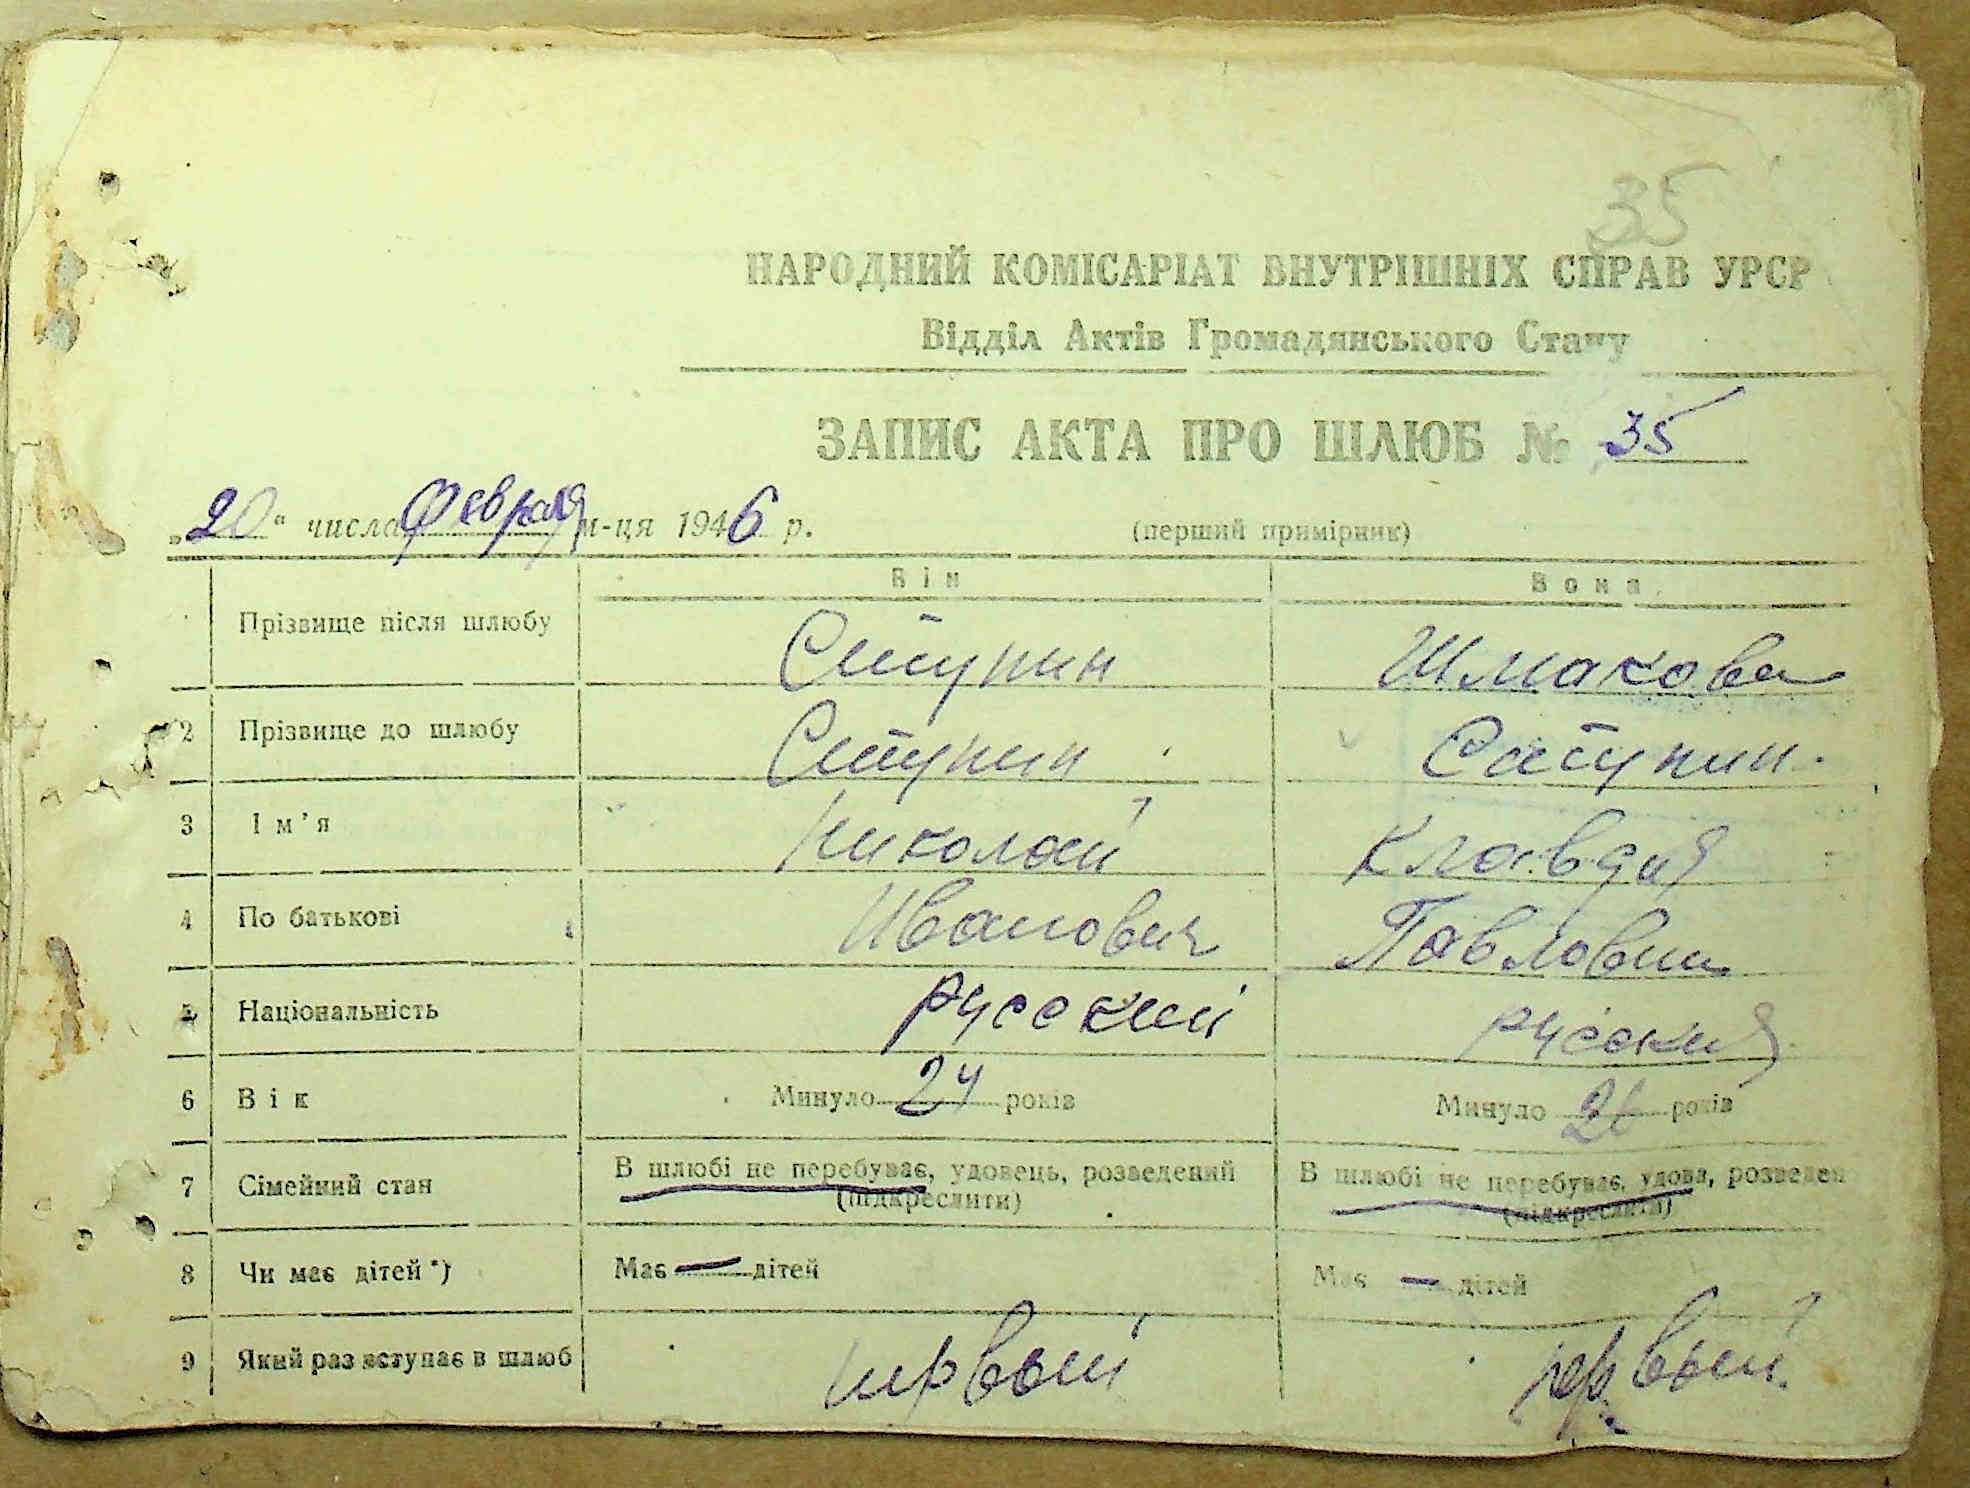 35
НАРОДНИЙ КОМІСАРІАТ ВНУТРІШНІХ СПРАВ УРСР
Відділ Актів Громадянського Стану
ЗАПИС АКТА ПРО ШЛЮБ № 35
„20“ числа февраля м-ця 1946 р. (перший примірник)
Він Вона
Прізвище після шлюбу Ступин Шмакова
2 Прізвище до шлюбу Ступин Ступин
3 Ім’я Николай Клавдия
4 По батькові Иванович Павловн
5 Національність русский русския
6 Вік Минуло 24 років Минуло 21 років
7 Сімейний стан В шлюбі не перебуває, удовець, розведений В шлюбі не перебуває, удова, розведен
(підкреслити) (підкреслити)
8 Чи має дітей*) Має — дітей Має — дітей
9 Який раз вступає в шлюб первый первый